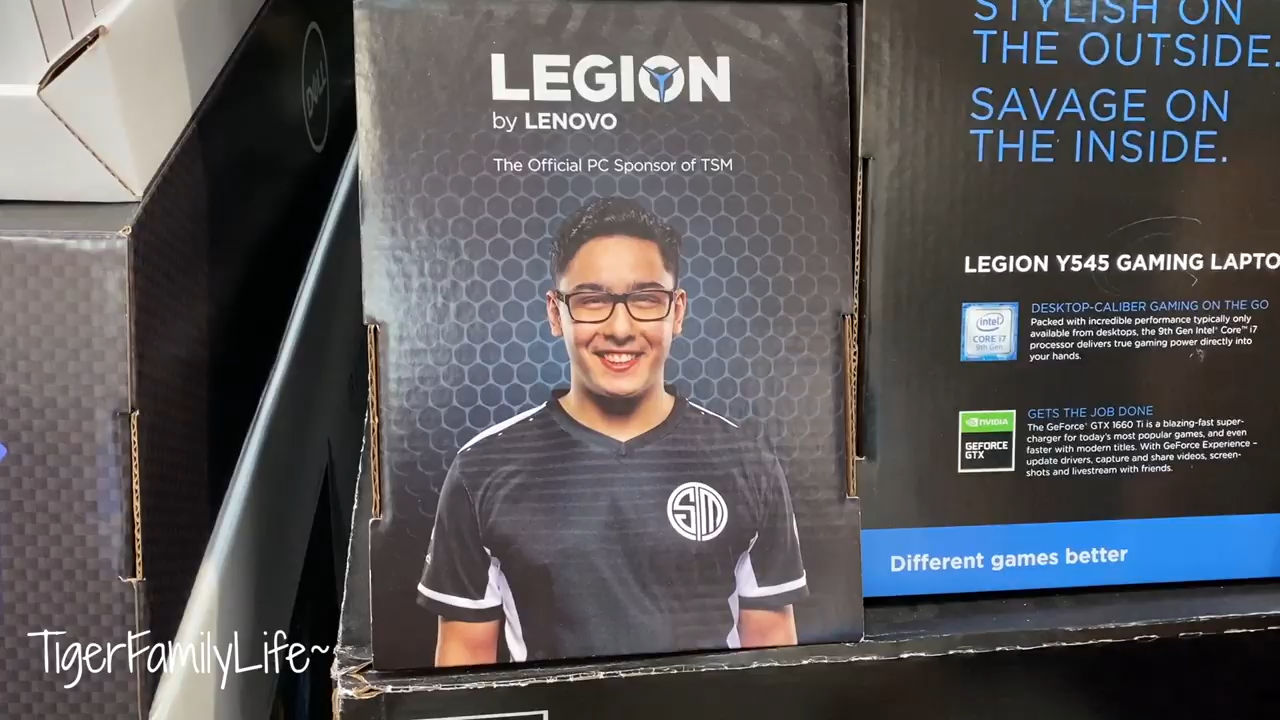 DELL
LEGION
by LENOVO
The Official PC Sponsor of TSM
TSM
STYLISH ON
THE OUTSIDE.
SAVAGE ON
THE INSIDE.
LEGION Y545 GAMING LAPTO
intel
CORE i7
9th Gen
DESKTOP-CALIBER GAMING ON THE GO
Packed with incredible performance typically only
available from desktops, the 9th Gen Intel® Core™ i7
processor delivers true gaming power directly into
your hands.
NVIDIA
GEFORCE
GTX
GETS THE JOB DONE
The GeForce® GTX 1660 Ti is a blazing-fast super-
charger for today's most popular games, and even
faster with modern titles. With GeForce Experience –
update drivers, capture and share videos, screen-
shots and livestream with friends.
Different games better
TigerFamilyLife~